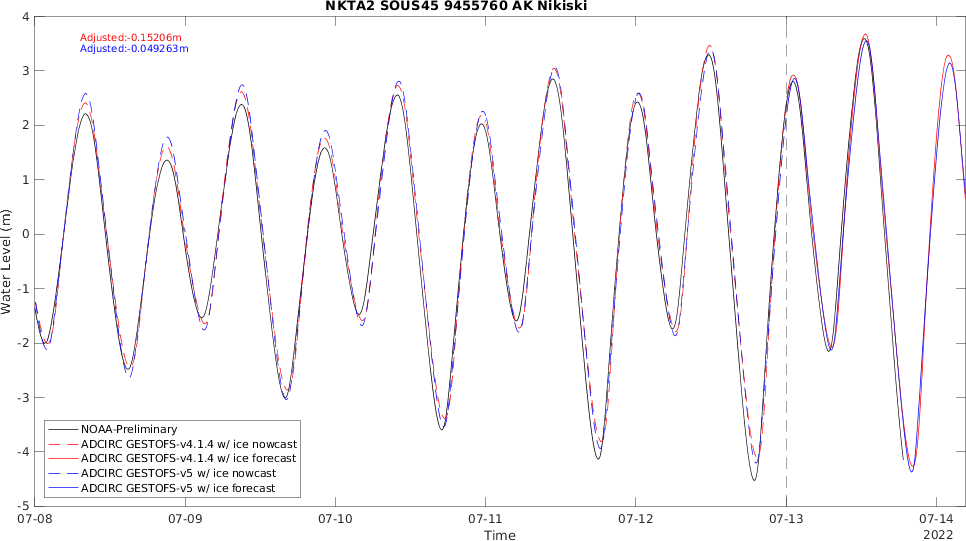 NKTA2 SOUS45 9455760 AK Nikiski
Adjusted:-0.15206m
Adjusted:-0.049263m
4
3
2
1
0
-1
-2
-3
-4
-5
Water Level (m)
NOAA-Preliminary
ADCIRC GESTOFS-v4.1.4 w/ ice nowcast
ADCIRC GESTOFS-v4.1.4 w/ ice forecast
ADCIRC GESTOFS-v5 w/ ice nowcast
ADCIRC GESTOFS-v5 w/ ice forecast
07-08 07-09 07-10 07-11 07-12 07-13 07-14
Time
2022